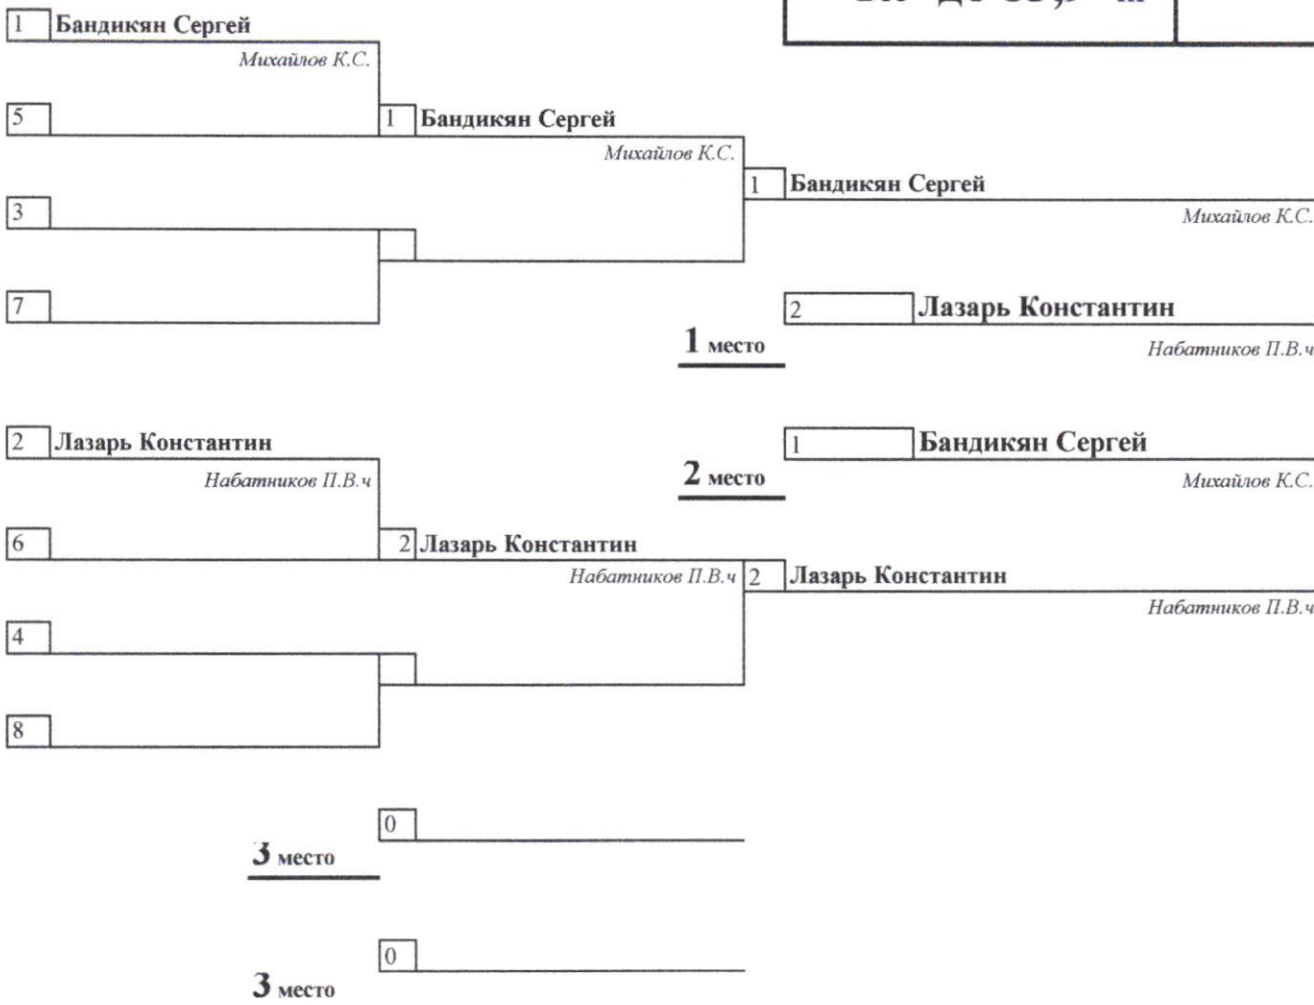 1 Бандикян Сергей
Михайлов К.С.
5
1 Бандикян Сергей
Михайлов К.С.
1 Бандикян Сергей
Михайлов К.С.
3
7
2 Лазарь Константин
1 место
Набатников П.В.ч
2 Лазарь Константин
Набатников П.В.ч
1 Бандикян Сергей
2 место
Михайлов К.С.
6
2 Лазарь Константин
Набатников П.В.ч
2 Лазарь Константин
Набатников П.В.ч
4
8
0
3 место
0
3 место